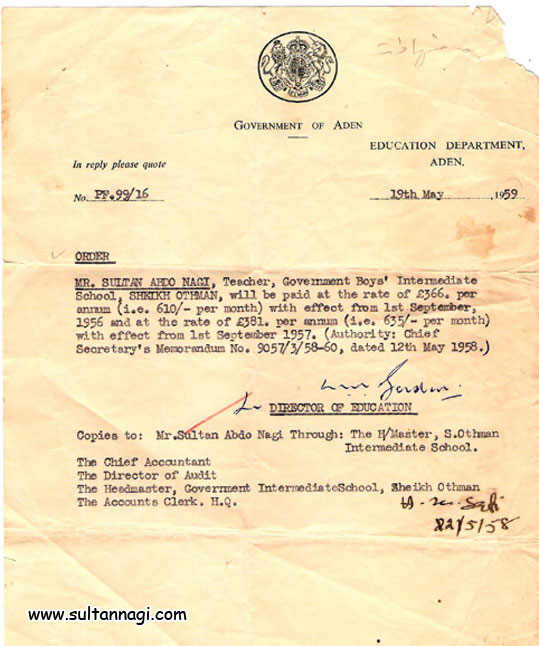 GOVERNMENT OF ADEN
EDUCATION DEPARTMENT,
ADEN.
In reply please quote
No. PF.99/16
19th May ,1959
ORDER
MR. SULTAN ABDO NAGI, Teacher, Government Boys' Intermediate
School, SHEIKH OTHMAN, will be paid at the rate of £366. per
annum (i.e. 610/- per month) with effect from 1st September,
1956 and at the rate of £381. per annum (i.e. 635/- per month)
with effect from 1st September 1957. (Authority: Chief
Secretary's Memorandum No. 9057/3/58-60, dated 12th May 1958.)
DIRECTOR OF EDUCATION
Copies to: Mr.Sultan Abdo Nagi Through: The H/Master, S.Othman
Intermediate School.
The Chief Accountant
The Director of Audit
The Headmaster, Government IntermediateSchool, Sheikh Othman
The Accounts Clerk. H.Q.
22/5/58
www.sultannagi.com